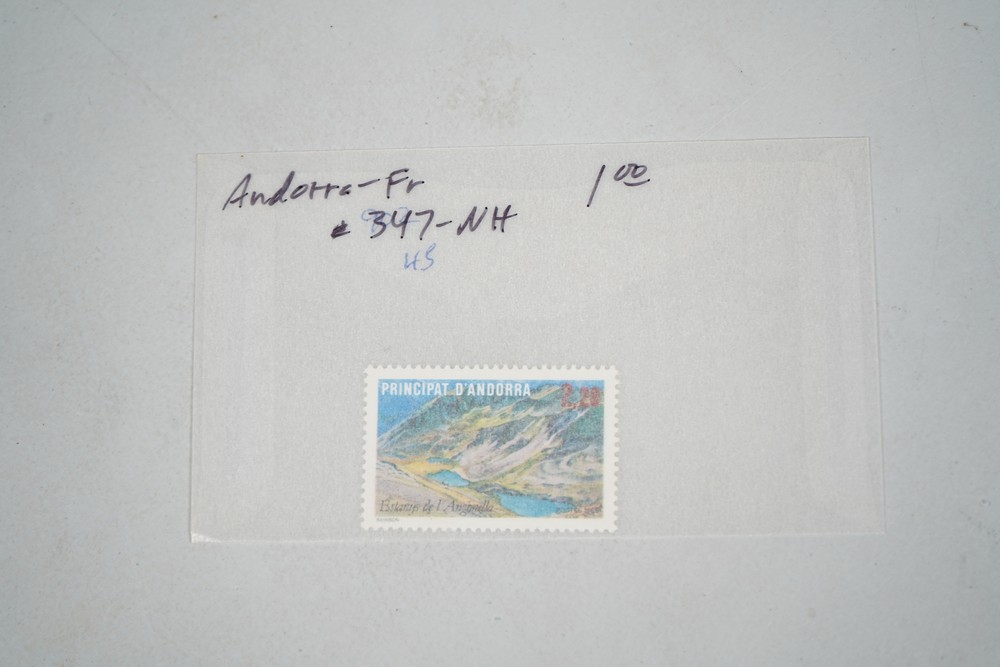 Andorra-Fr 1.00
# 347-NH
45
PRINCIPAT D'ANDORRA 2,20
Estanys de l'Angonella